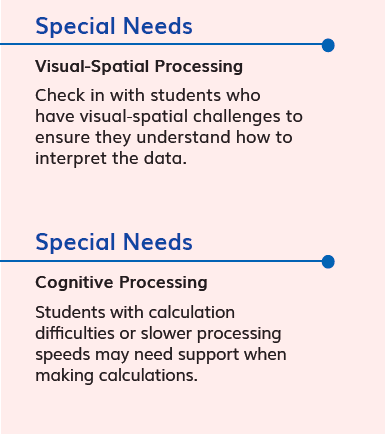 Special Needs
Visual-Spatial Processing
Check in with students who
have visual-spatial challenges to
ensure they understand how to
interpret the data.
Special Needs
Cognitive Processing
Students with calculation
difficulties or slower processing
speeds may need support when
making calculations.